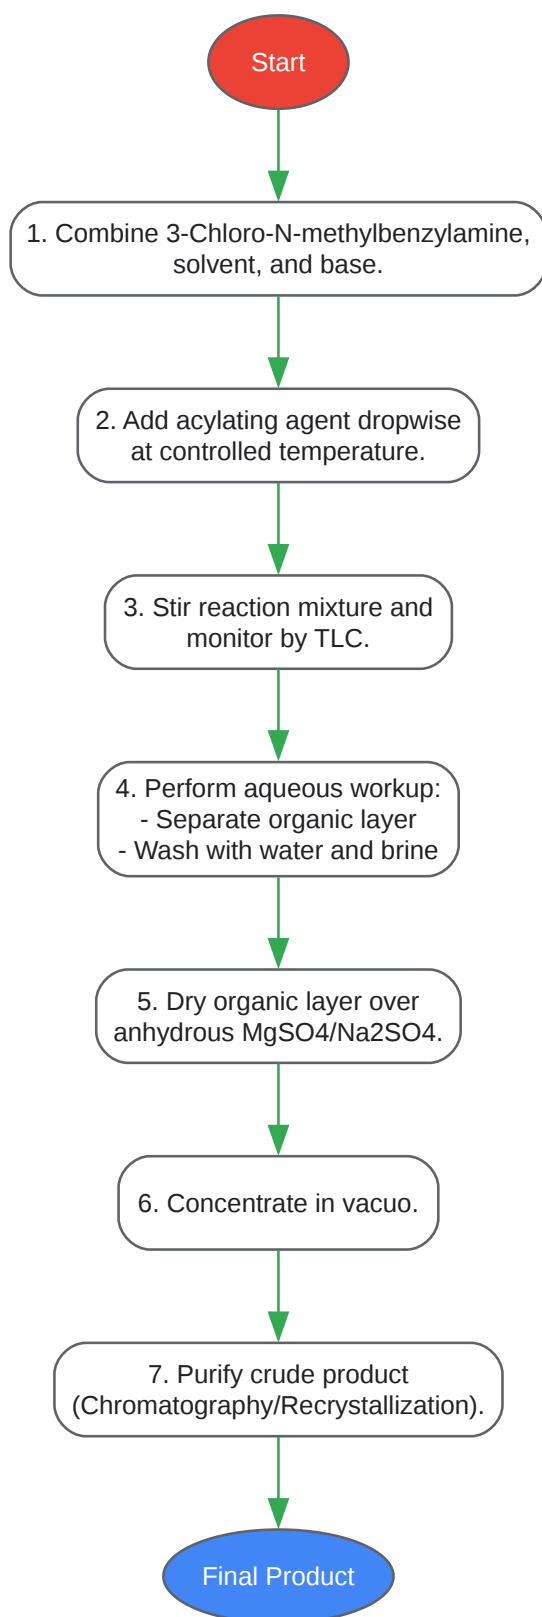 Start
1. Combine 3-Chloro-N-methylbenzylamine,
solvent, and base.
2. Add acylating agent dropwise
at controlled temperature.
3. Stir reaction mixture and
monitor by TLC.
4. Perform aqueous workup:
- Separate organic layer
- Wash with water and brine
5. Dry organic layer over
anhydrous MgSO4/Na2SO4.
6. Concentrate in vacuo.
7. Purify crude product
(Chromatography/Recrystallization).
Final Product